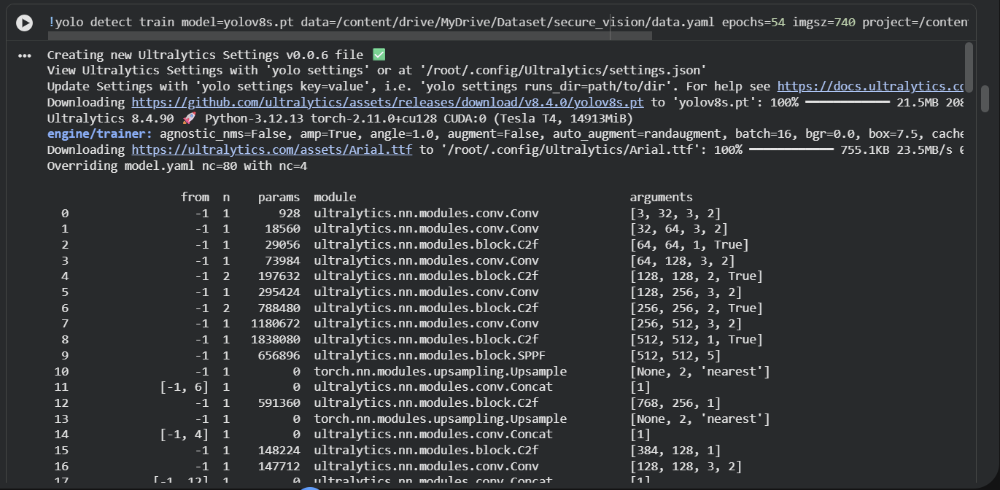 !yolo detect train model=yolov8s.pt data=/content/drive/MyDrive/Dataset/secure_vision/data.yaml epochs=54 imgsz=740 project=/conten
Creating new Ultralytics Settings v0.0.6 file ✅
View Ultralytics Settings with 'yolo settings' or at '/root/.config/Ultralytics/settings.json'
Update Settings with 'yolo settings key=value', i.e. 'yolo settings runs_dir=path/to/dir'. For help see https://docs.ultralytics.co
Downloading https://github.com/ultralytics/assets/releases/download/v8.4.0/yolov8s.pt to 'yolov8s.pt': 100% ━━━━━━━━━━━━ 21.5MB 208
Ultralytics 8.4.90 🚀 Python-3.12.13 torch-2.11.0+cu128 CUDA:0 (Tesla T4, 14913MiB)
engine/trainer: agnostic_nms=False, amp=True, angle=1.0, augment=False, auto_augment=randaugment, batch=16, bgr=0.0, box=7.5, cache
Downloading https://ultralytics.com/assets/Arial.ttf to '/root/.config/Ultralytics/Arial.ttf': 100% ━━━━━━━━━━━━ 755.1KB 23.5MB/s 0
Overriding model.yaml nc=80 with nc=4
from n params module arguments
0 -1 1 928 ultralytics.nn.modules.conv.Conv [3, 32, 3, 2]
1 -1 1 18560 ultralytics.nn.modules.conv.Conv [32, 64, 3, 2]
2 -1 1 29056 ultralytics.nn.modules.block.C2f [64, 64, 1, True]
3 -1 1 73984 ultralytics.nn.modules.conv.Conv [64, 128, 3, 2]
4 -1 2 197632 ultralytics.nn.modules.block.C2f [128, 128, 2, True]
5 -1 1 295424 ultralytics.nn.modules.conv.Conv [128, 256, 3, 2]
6 -1 2 788480 ultralytics.nn.modules.block.C2f [256, 256, 2, True]
7 -1 1 1180672 ultralytics.nn.modules.conv.Conv [256, 512, 3, 2]
8 -1 1 1838080 ultralytics.nn.modules.block.C2f [512, 512, 1, True]
9 -1 1 656896 ultralytics.nn.modules.block.SPPF [512, 512, 5]
10 -1 1 0 torch.nn.modules.upsampling.Upsample [None, 2, 'nearest']
11 [-1, 6] 1 0 ultralytics.nn.modules.conv.Concat [1]
12 -1 1 591360 ultralytics.nn.modules.block.C2f [768, 256, 1]
13 -1 1 0 torch.nn.modules.upsampling.Upsample [None, 2, 'nearest']
14 [-1, 4] 1 0 ultralytics.nn.modules.conv.Concat [1]
15 -1 1 148224 ultralytics.nn.modules.block.C2f [384, 128, 1]
16 -1 1 147712 ultralytics.nn.modules.conv.Conv [128, 128, 3, 2]
17 [-1, 12] 1 0 ultralytics.nn.modules.conv.Concat [1]